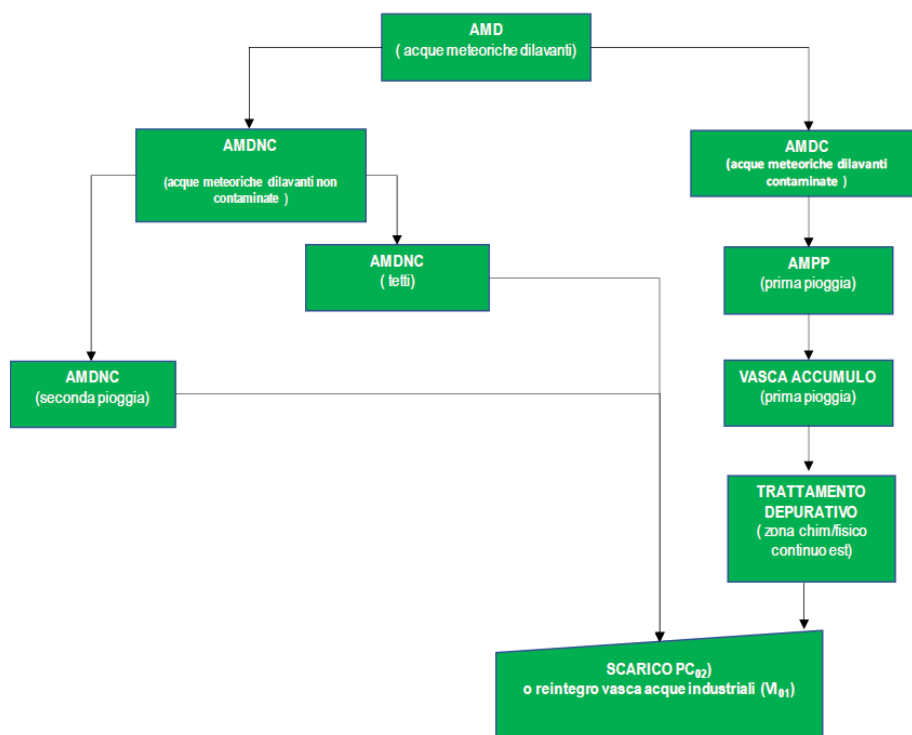 AMD
( acque meteoriche dilavanti)
AMDNC
(acque meteoriche dilavanti non
contaminate )
AMDC
(acque meteoriche dilavanti
contaminate )
AMDNC
( tetti)
AMPP
(prima pioggia)
AMDNC
(seconda pioggia)
VASCA ACCUMULO
(prima pioggia)
TRATTAMENTO
DEPURATIVO
( zona chim/fisico
continuo est)
SCARICO PC02)
o reintegro vasca acque industriali (VI01)